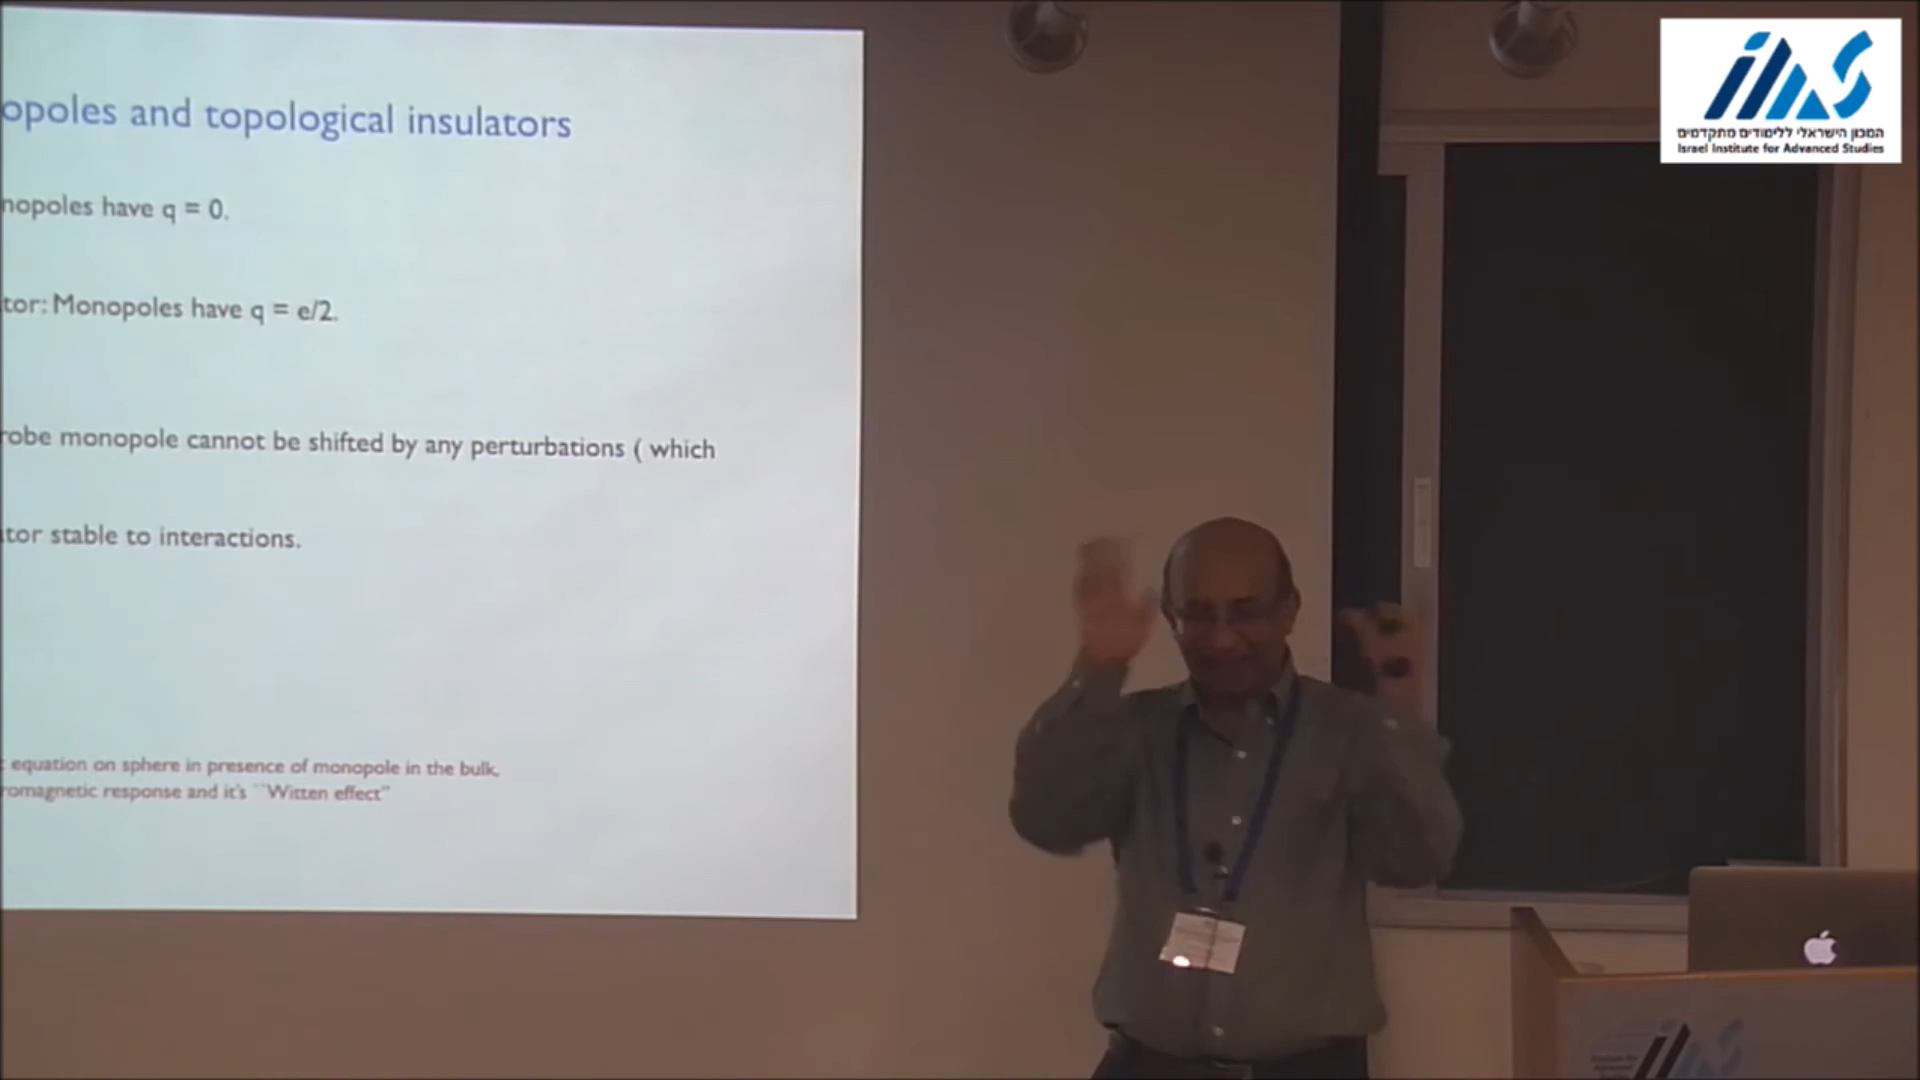 opoles and topological insulators
nopoles have q = 0.
tor: Monopoles have q = e/2.
robe monopole cannot be shifted by any perturbations ( which
tor stable to interactions.
equation on sphere in presence of monopole in the bulk,
romagnetic response and it's ``Witten effect"
המכון הישראלי ללימודים מתקדמים
Israel Institute for Advanced Studies